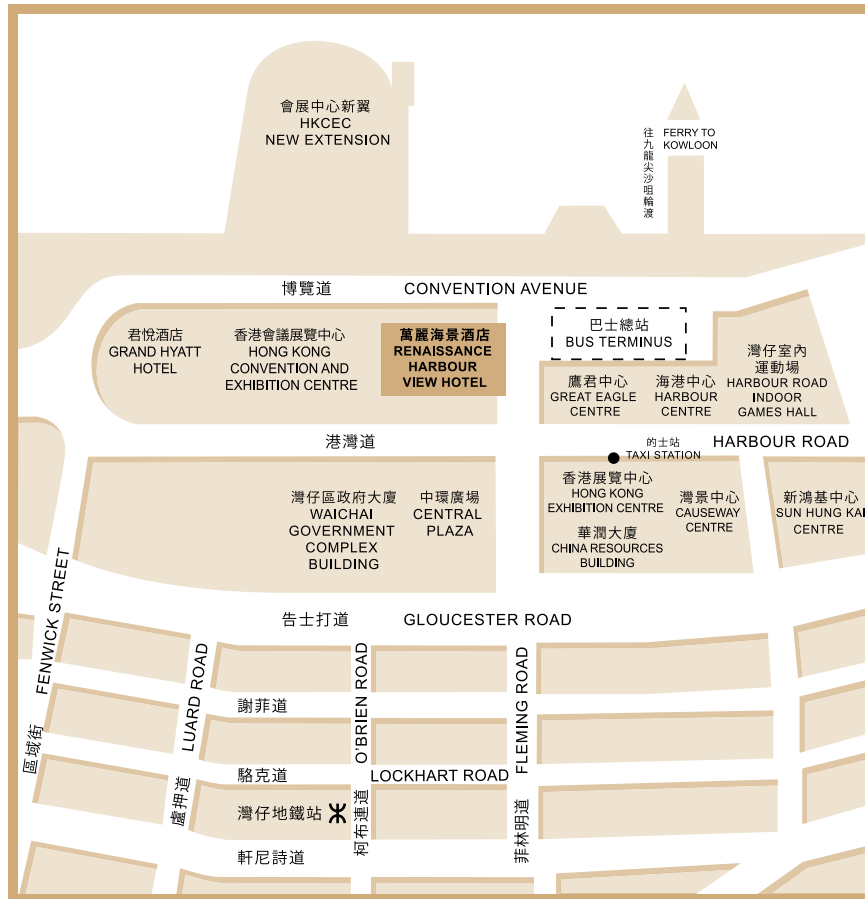 會展中心新翼
HKCEC
NEW EXTENSION
往九龍尖沙咀輪渡
FERRY TO
KOWLOON
博覽道
CONVENTION AVENUE
君悅酒店
GRAND HYATT
HOTEL
香港會議展覽中心
HONG KONG
CONVENTION AND
EXHIBITION CENTRE
萬麗海景酒店
RENAISSANCE
HARBOUR
VIEW HOTEL
巴士總站
BUS TERMINUS
鷹君中心
GREAT EAGLE
CENTRE
海港中心
HARBOUR
CENTRE
灣仔室內
運動場
HARBOUR ROAD
INDOOR
GAMES HALL
港灣道
的士站
TAXI STATION
HARBOUR ROAD
灣仔區政府大廈
WAICHAI
GOVERNMENT
COMPLEX
BUILDING
中環廣場
CENTRAL
PLAZA
香港展覽中心
HONG KONG
EXHIBITION CENTRE
華潤大廈
CHINA RESOURCES
BUILDING
灣景中心
CAUSEWAY
CENTRE
新鴻基中心
SUN HUNG KAI
CENTRE
告士打道
GLOUCESTER ROAD
FENWICK STREET
區域街
LUARD ROAD
盧押道
O'BRIEN ROAD
柯布連道
FLEMING ROAD
菲林明道
謝菲道
駱克道
LOCKHART ROAD
灣仔地鐵站
軒尼詩道